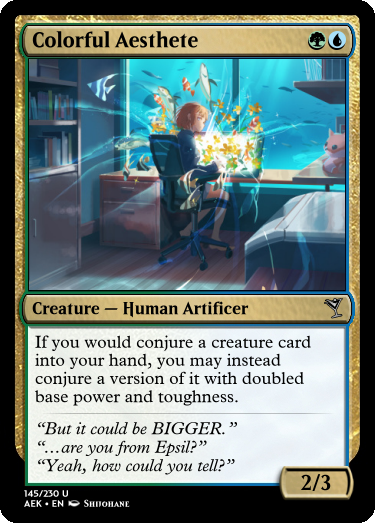 Colorful Aesthete
Creature — Human Artificer
If you would conjure a creature card
into your hand, you may instead
conjure a version of it with doubled
base power and toughness.
“But it could be BIGGER.”
“…are you from Epsil?”
“Yeah, how could you tell?”
2/3
145/230 U
AEK • EN Shijohane